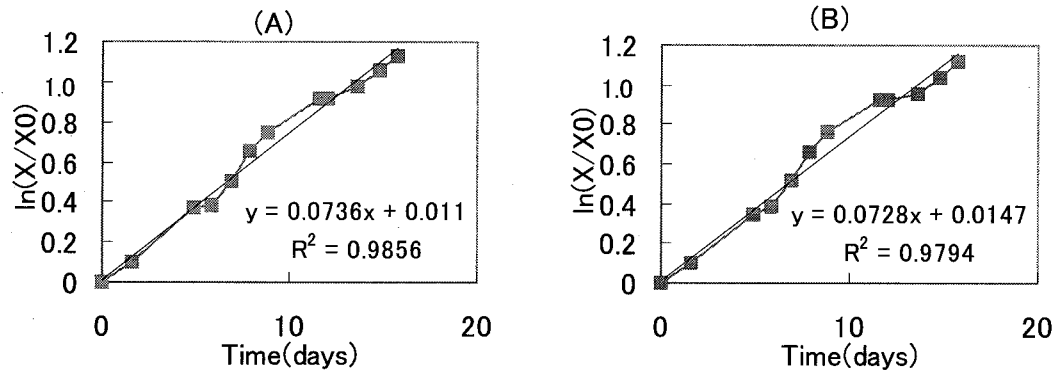 (A)
ln(X/X0)
1.2
1.0
0.8
0.6
0.4
0.2
0
y = 0.0736x + 0.011
R² = 0.9856
0 10 20
Time(days)
(B)
ln(X/X0)
1.2
1.0
0.8
0.6
0.4
0.2
0
y = 0.0728x + 0.0147
R² = 0.9794
0 10 20
Time(days)